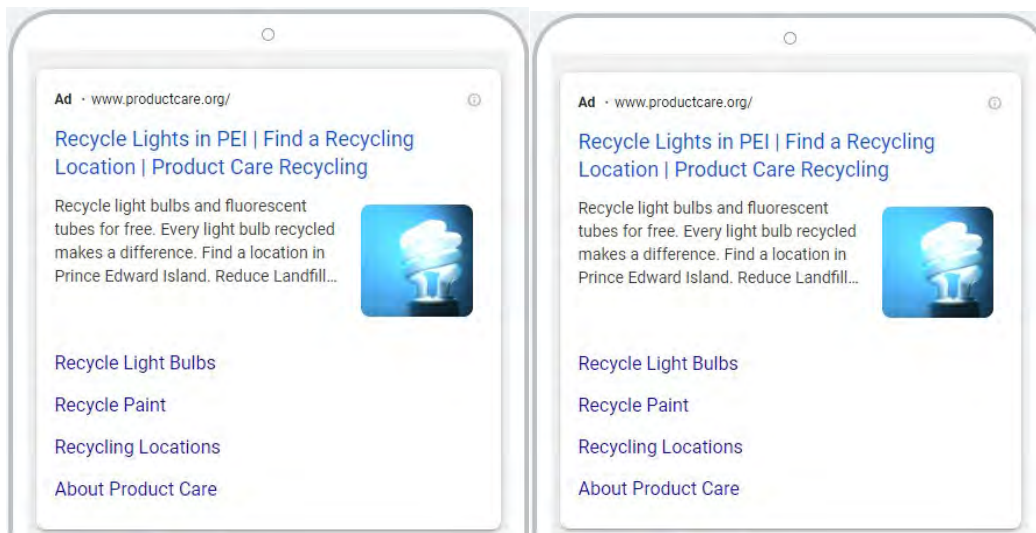 Ad · www.productcare.org/
Recycle Lights in PEI | Find a Recycling
Location | Product Care Recycling
Recycle light bulbs and fluorescent
tubes for free. Every light bulb recycled
makes a difference. Find a location in
Prince Edward Island. Reduce Landfill...
Recycle Light Bulbs
Recycle Paint
Recycling Locations
About Product Care
Ad · www.productcare.org/
Recycle Lights in PEI | Find a Recycling
Location | Product Care Recycling
Recycle light bulbs and fluorescent
tubes for free. Every light bulb recycled
makes a difference. Find a location in
Prince Edward Island. Reduce Landfill...
Recycle Light Bulbs
Recycle Paint
Recycling Locations
About Product Care